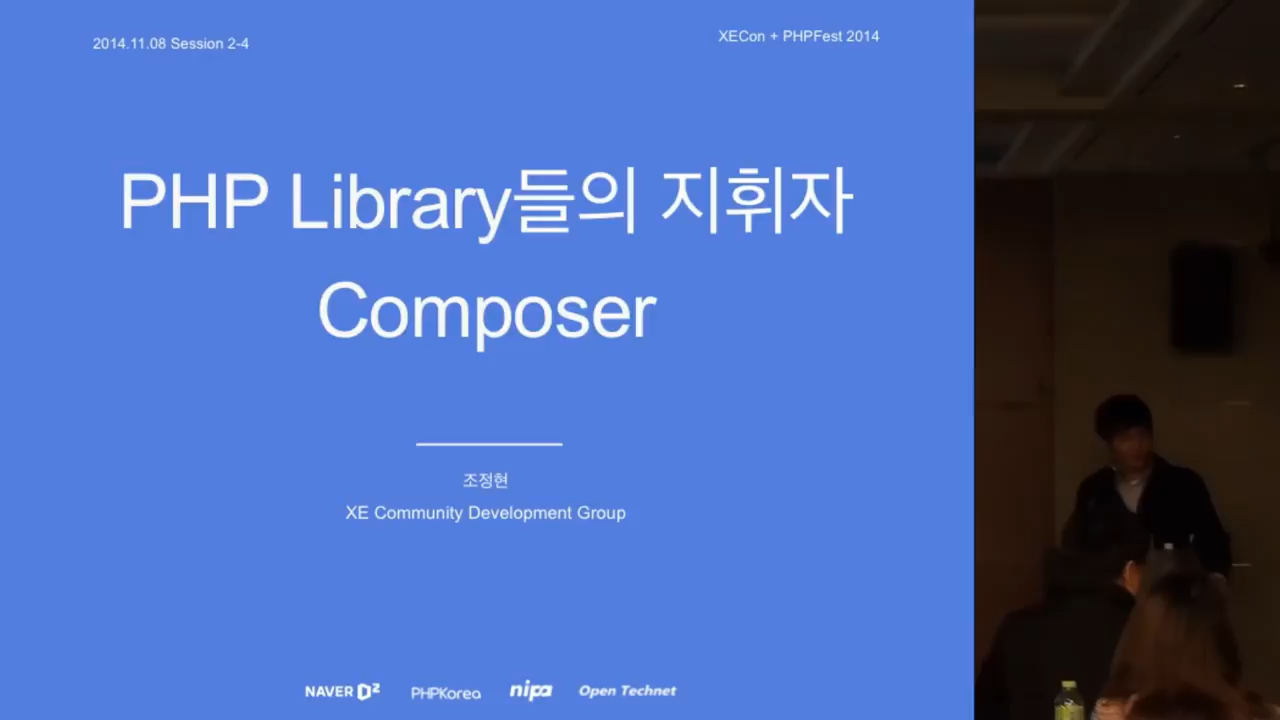 2014.11.08 Session 2-4
XECon + PHPFest 2014
PHP Library들의 지휘자
Composer
조정현
XE Community Development Group
NAVER D2 PHPKorea nipa Open Technet